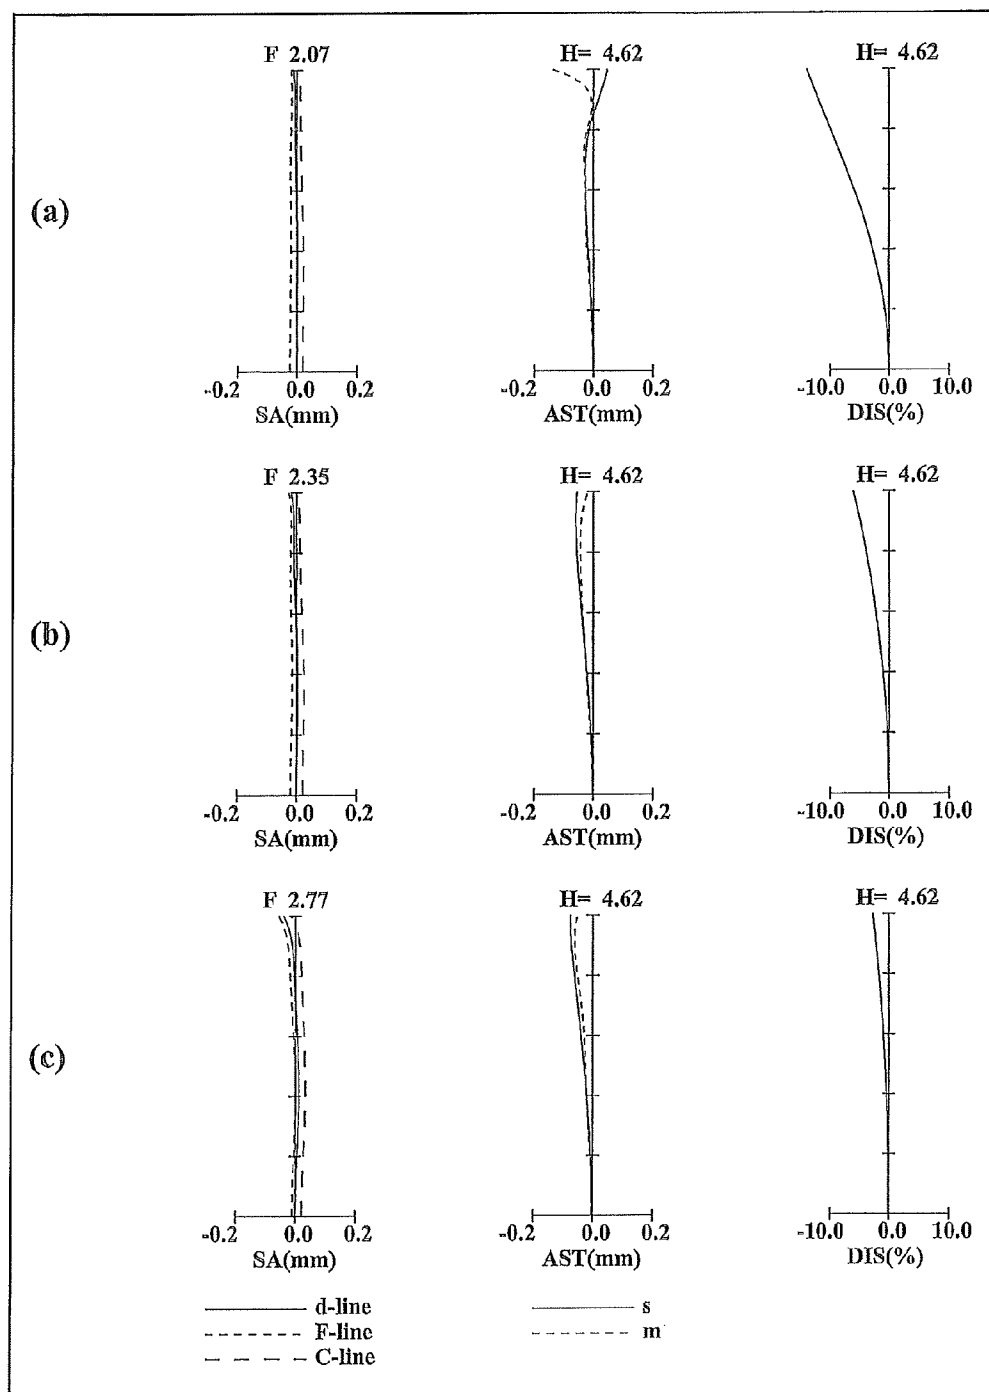 F 2.07 H= 4.62 H= 4.62
(a)
-0.2 0.0 0.2 -0.2 0.0 0.2 -10.0 0.0 10.0
SA(mm) AST(mm) DIS(%)
F 2.35 H= 4.62 H= 4.62
(b)
-0.2 0.0 0.2 -0.2 0.0 0.2 -10.0 0.0 10.0
SA(mm) AST(mm) DIS(%)
F 2.77 H= 4.62 H= 4.62
(c)
-0.2 0.0 0.2 -0.2 0.0 0.2 -10.0 0.0 10.0
SA(mm) AST(mm) DIS(%)
d-line s
F-line m
C-line